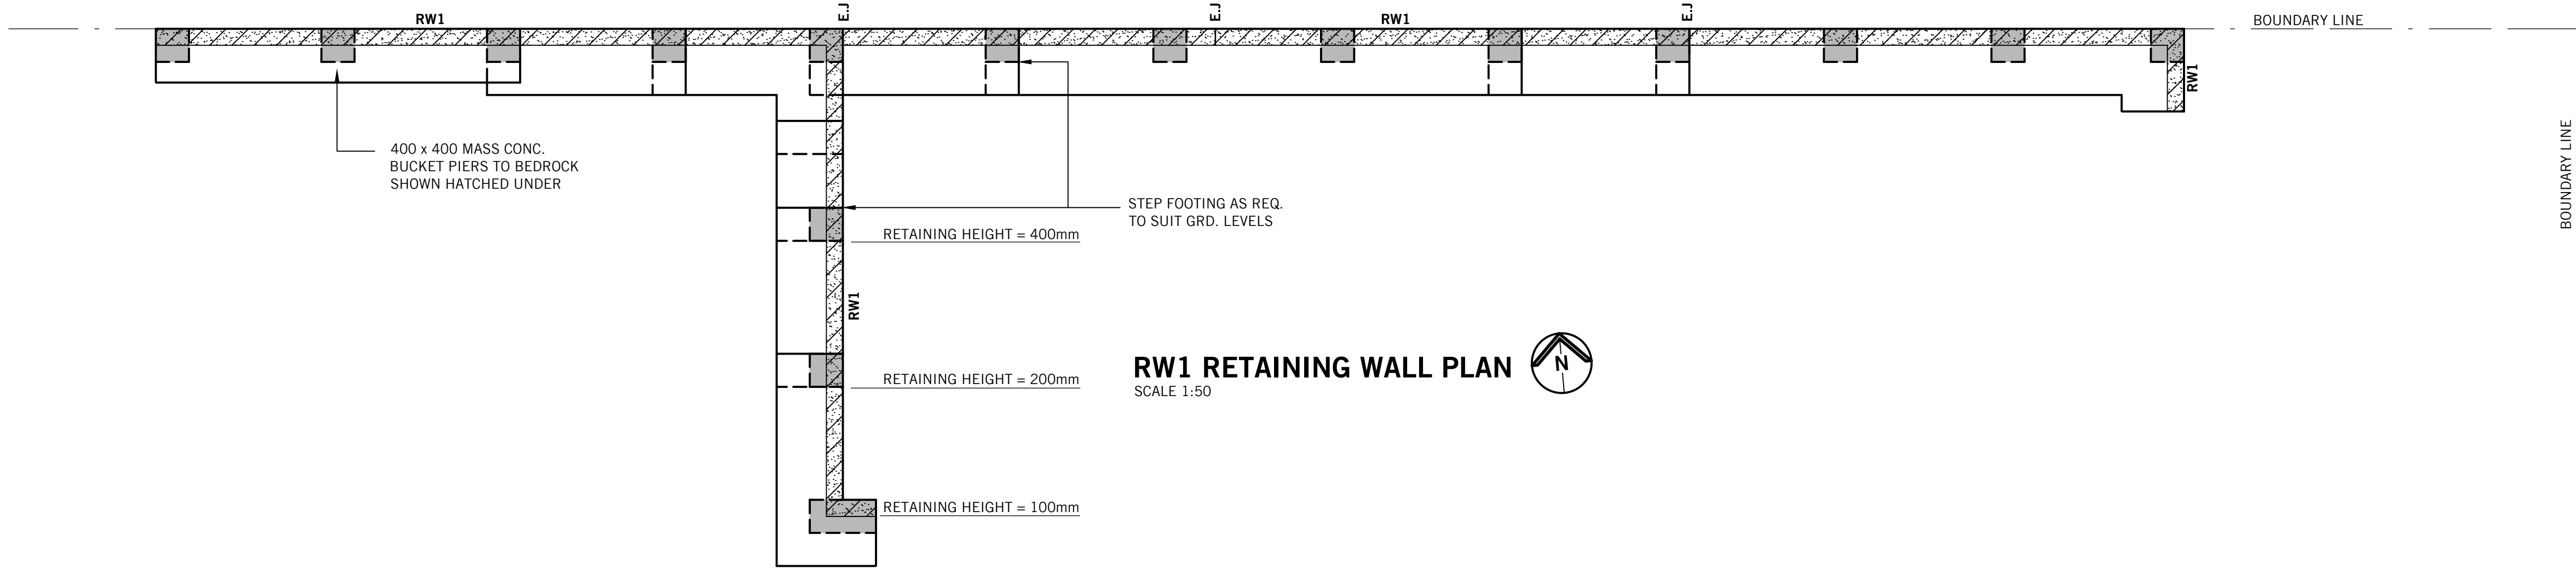 RW1
E.J
E.J
RW1
E.J
BOUNDARY LINE
RW1
BOUNDARY LINE
400 x 400 MASS CONC.
BUCKET PIERS TO BEDROCK
SHOWN HATCHED UNDER
STEP FOOTING AS REQ.
TO SUIT GRD. LEVELS
RETAINING HEIGHT = 400mm
RW1
RW1 RETAINING WALL PLAN
SCALE 1:50
N
RETAINING HEIGHT = 200mm
RETAINING HEIGHT = 100mm